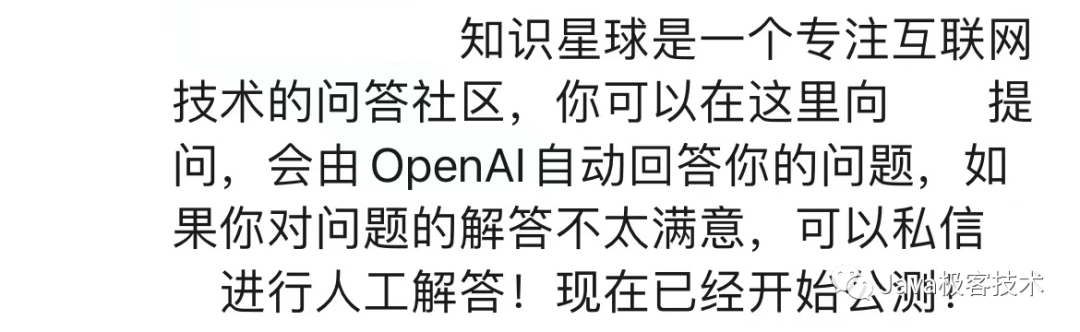 知识星球是一个专注互联网
技术的问答社区，你可以在这里向 提
问，会由 OpenAI 自动回答你的问题，如
果你对问题的解答不太满意，可以私信
进行人工解答！现在已经开始公测！
Java极客技术